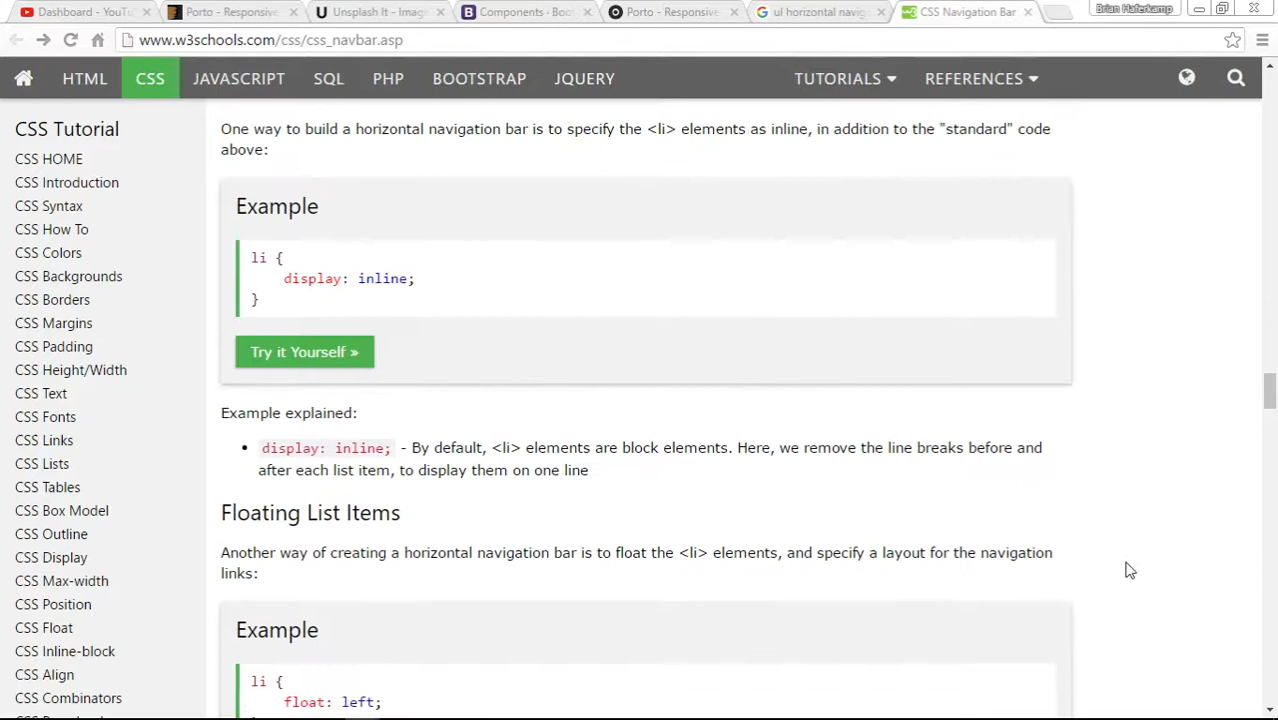 Dashboard - YouTu
Porto - Responsive
Unsplash It - Imag
Components · Boo
Porto - Responsive
ul horizontal navig
CSS Navigation Bar
Brian Haferkamp
www.w3schools.com/css/css_navbar.asp
HTML
CSS
JAVASCRIPT
SQL
PHP
BOOTSTRAP
JQUERY
TUTORIALS
REFERENCES
CSS Tutorial
CSS HOME
CSS Introduction
CSS Syntax
CSS How To
CSS Colors
CSS Backgrounds
CSS Borders
CSS Margins
CSS Padding
CSS Height/Width
CSS Text
CSS Fonts
CSS Links
CSS Lists
CSS Tables
CSS Box Model
CSS Outline
CSS Display
CSS Max-width
CSS Position
CSS Float
CSS Inline-block
CSS Align
CSS Combinators
One way to build a horizontal navigation bar is to specify the <li> elements as inline, in addition to the "standard" code
above:
Example
li {
display: inline;
}
Try it Yourself »
Example explained:
• display: inline; - By default, <li> elements are block elements. Here, we remove the line breaks before and
after each list item, to display them on one line
Floating List Items
Another way of creating a horizontal navigation bar is to float the <li> elements, and specify a layout for the navigation
links:
Example
li {
float: left;